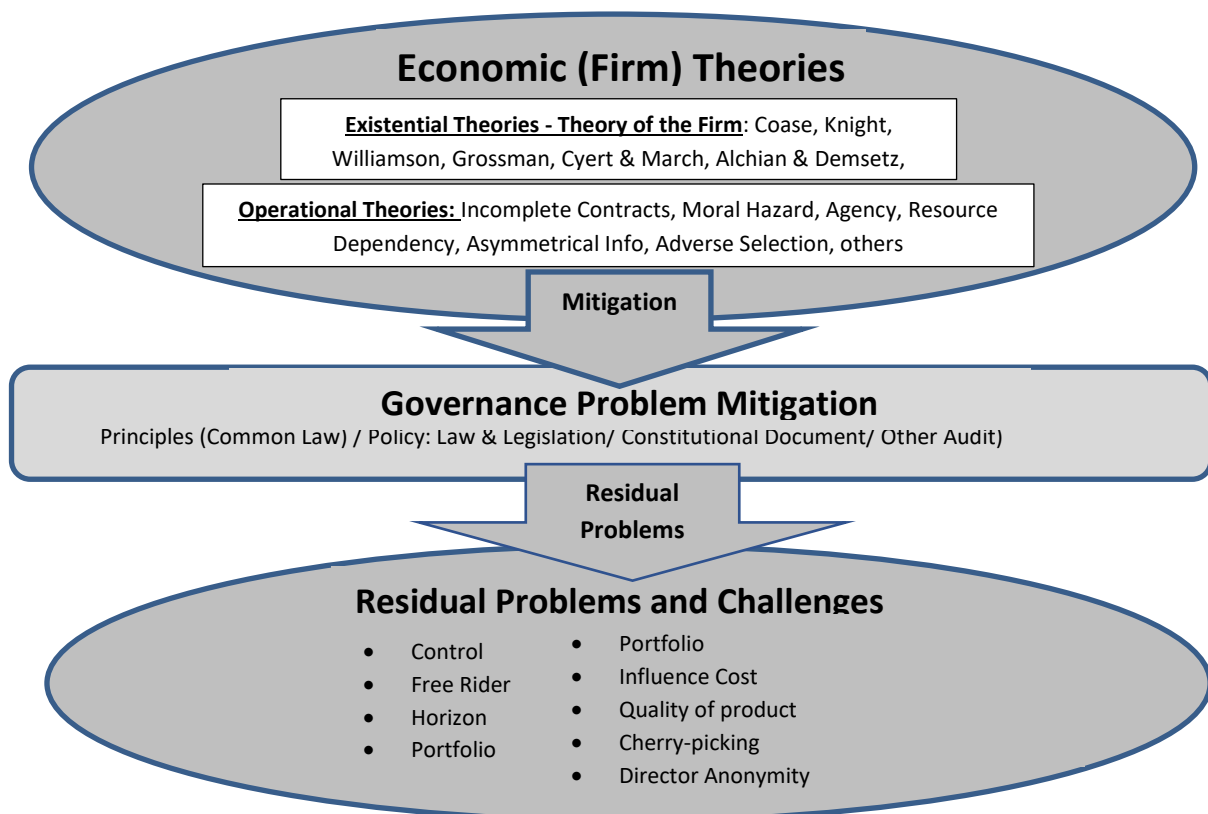 Economic (Firm) Theories
Existential Theories - Theory of the Firm: Coase, Knight,
Williamson, Grossman, Cyert & March, Alchian & Demsetz,
Operational Theories: Incomplete Contracts, Moral Hazard, Agency, Resource
Dependency, Asymmetrical Info, Adverse Selection, others
Mitigation
Governance Problem Mitigation
Principles (Common Law) / Policy: Law & Legislation/ Constitutional Document/ Other Audit)
Residual
Problems
Residual Problems and Challenges
• Control
• Free Rider
• Horizon
• Portfolio
• Portfolio
• Influence Cost
• Quality of product
• Cherry-picking
• Director Anonymity